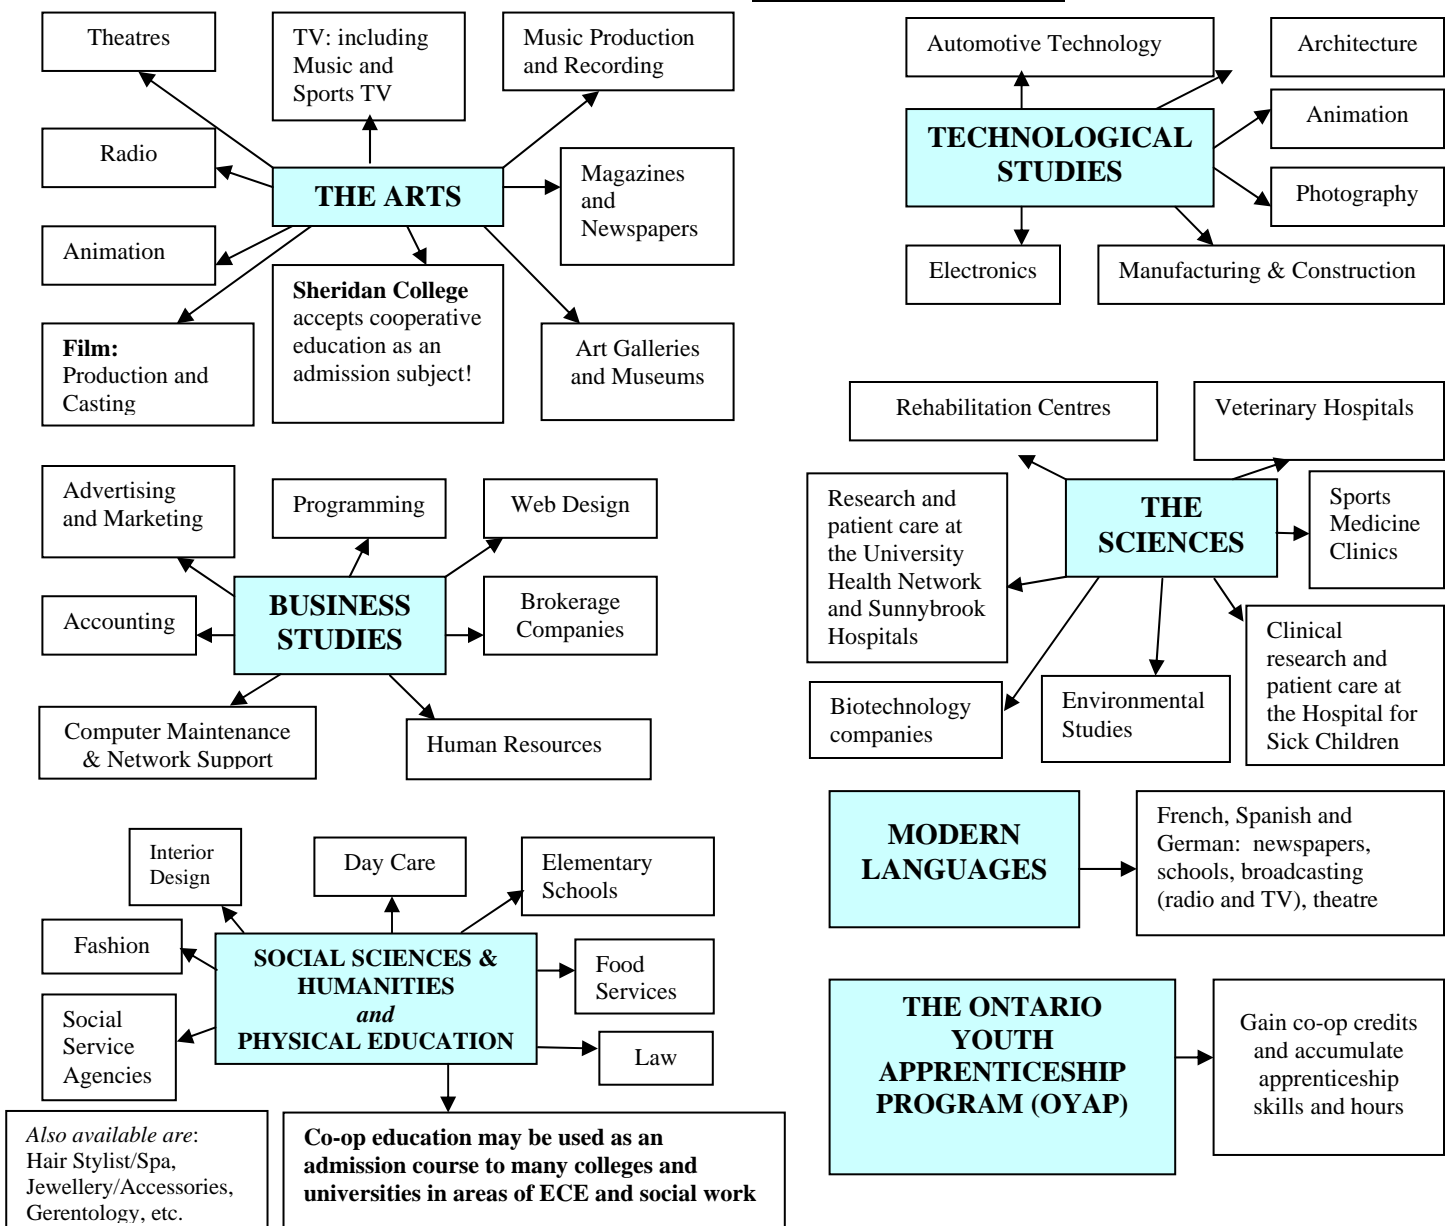 Theatres
TV: including
Music and
Sports TV
Music Production
and Recording
Radio
THE ARTS
Magazines
and
Newspapers
Animation
Sheridan College
accepts cooperative
education as an
admission subject!
Film:
Production and
Casting
Art Galleries
and Museums
Automotive Technology
Architecture
TECHNOLOGICAL
STUDIES
Animation
Photography
Electronics
Manufacturing & Construction
Advertising
and Marketing
Programming
Web Design
BUSINESS
STUDIES
Accounting
Brokerage
Companies
Computer Maintenance
& Network Support
Human Resources
Rehabilitation Centres
Veterinary Hospitals
Research and
patient care at
the University
Health Network
and Sunnybrook
Hospitals
THE
SCIENCES
Sports
Medicine
Clinics
Biotechnology
companies
Environmental
Studies
Clinical
research and
patient care at
the Hospital for
Sick Children
Interior
Design
Day Care
Elementary
Schools
Fashion
SOCIAL SCIENCES &
HUMANITIES
and
PHYSICAL EDUCATION
Food
Services
Social
Service
Agencies
Law
Also available are:
Hair Stylist/Spa,
Jewellery/Accessories,
Gerentology, etc.
Co-op education may be used as an
admission course to many colleges and
universities in areas of ECE and social work
MODERN
LANGUAGES
French, Spanish and
German: newspapers,
schools, broadcasting
(radio and TV), theatre
THE ONTARIO
YOUTH
APPRENTICESHIP
PROGRAM (OYAP)
Gain co-op credits
and accumulate
apprenticeship
skills and hours